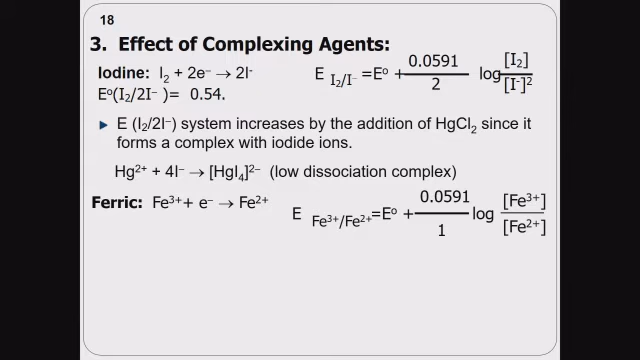 18
3. Effect of Complexing Agents:
Iodine: I₂ + 2e⁻ → 2I⁻ E I₂/I⁻ =Eº + 0.0591/2 log [I₂]/[I⁻]²
Eº(I₂/2I⁻ )= 0.54.
► E (I₂/2I⁻) system increases by the addition of HgCl₂ since it
forms a complex with iodide ions.
Hg²⁺ + 4I⁻ → [HgI₄]²⁻ (low dissociation complex)
Ferric: Fe³⁺+ e⁻ → Fe²⁺ E Fe³⁺/Fe²⁺=Eº + 0.0591/1 log [Fe³⁺]/[Fe²⁺]